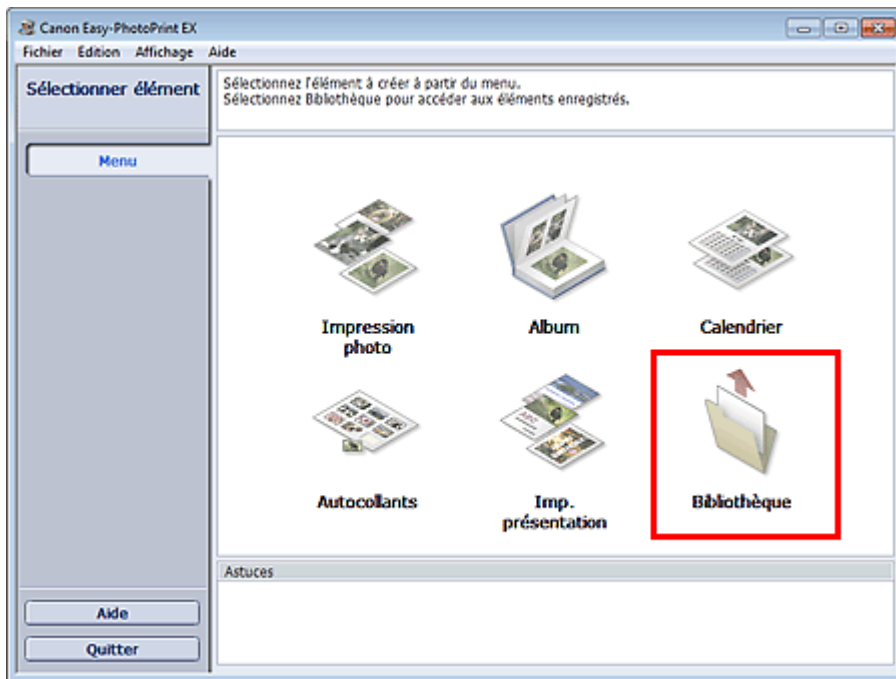 Canon Easy-PhotoPrint EX
Fichier Edition Affichage Aide
Sélectionner élément
Sélectionnez l'élément à créer à partir du menu.
Sélectionnez Bibliothèque pour accéder aux éléments enregistrés.
Menu
Impression
photo
Album
Calendrier
Autocollants
Imp.
présentation
Bibliothèque
Astuces
Aide
Quitter